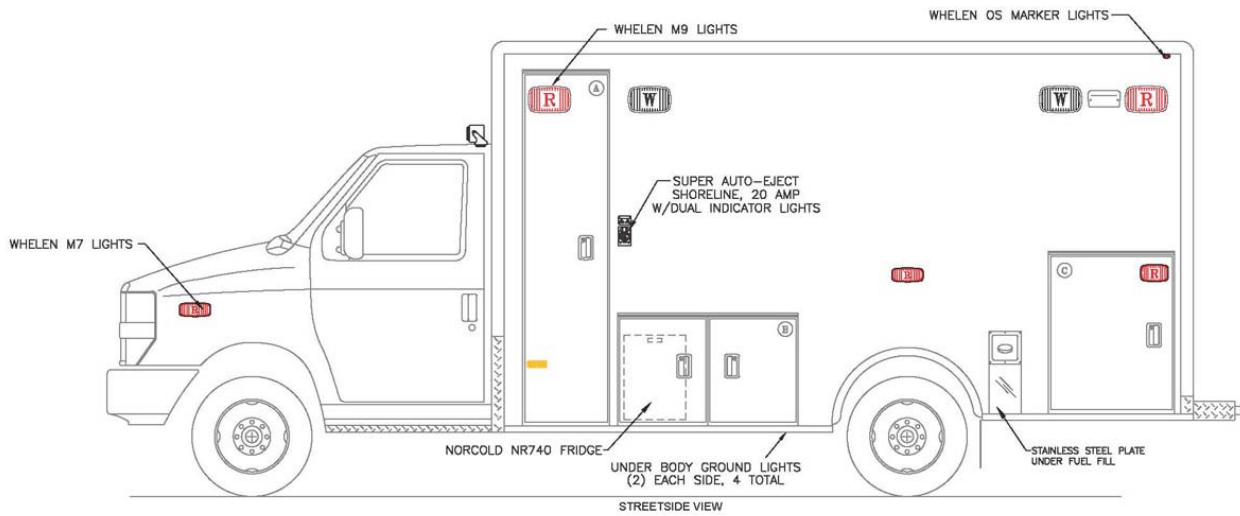 WHELEN OS MARKER LIGHTS
WHELEN M9 LIGHTS
R
A
W
W
R
SUPER AUTO-EJECT
SHORELINE, 20 AMP
W/DUAL INDICATOR LIGHTS
WHELEN M7 LIGHTS
R
R
C
R
B
NORCOLD NR740 FRIDGE
UNDER BODY GROUND LIGHTS
(2) EACH SIDE, 4 TOTAL
STAINLESS STEEL PLATE
UNDER FUEL FILL
STREETSIDE VIEW